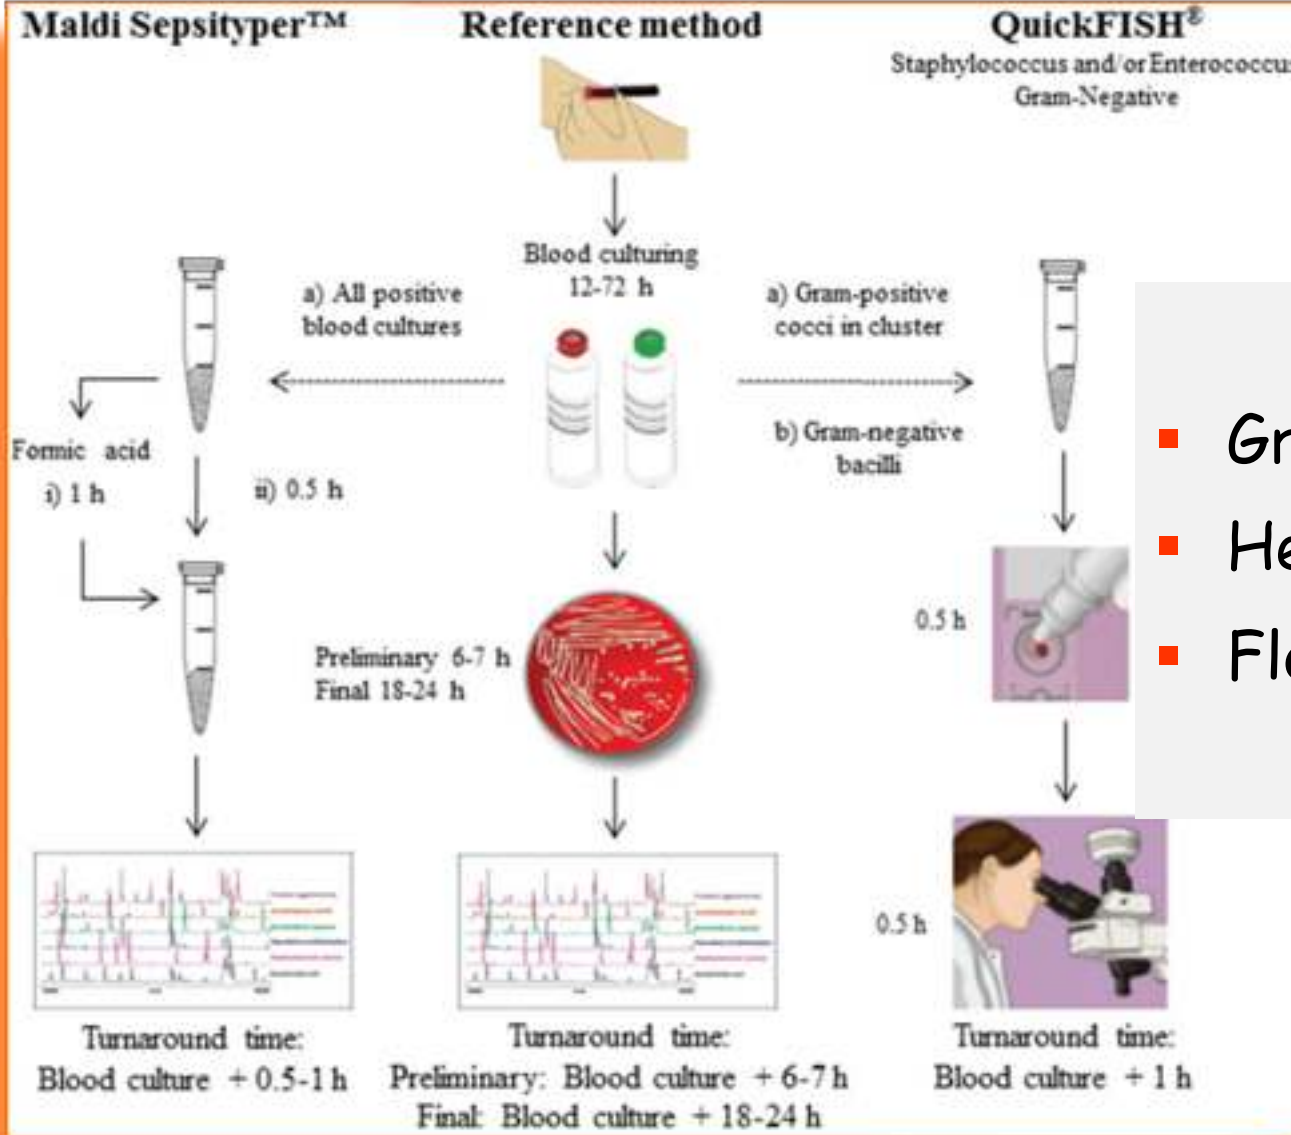 Maldi Sepsityper™
Reference method
QuickFISH®
Staphylococcus and/or Enterococcus
Gram-Negative
Blood culturing
12-72 h
a) All positive
blood cultures
a) Gram-positive
cocci in cluster
b) Gram-negative
bacilli
Formic acid
i) 1 h
ii) 0.5 h
0.5 h
Preliminary 6-7 h
Final 18-24 h
0.5 h
Turnaround time:
Blood culture + 0.5-1 h
Turnaround time:
Preliminary: Blood culture + 6-7 h
Final: Blood culture + 18-24 h
Turnaround time:
Blood culture + 1 h